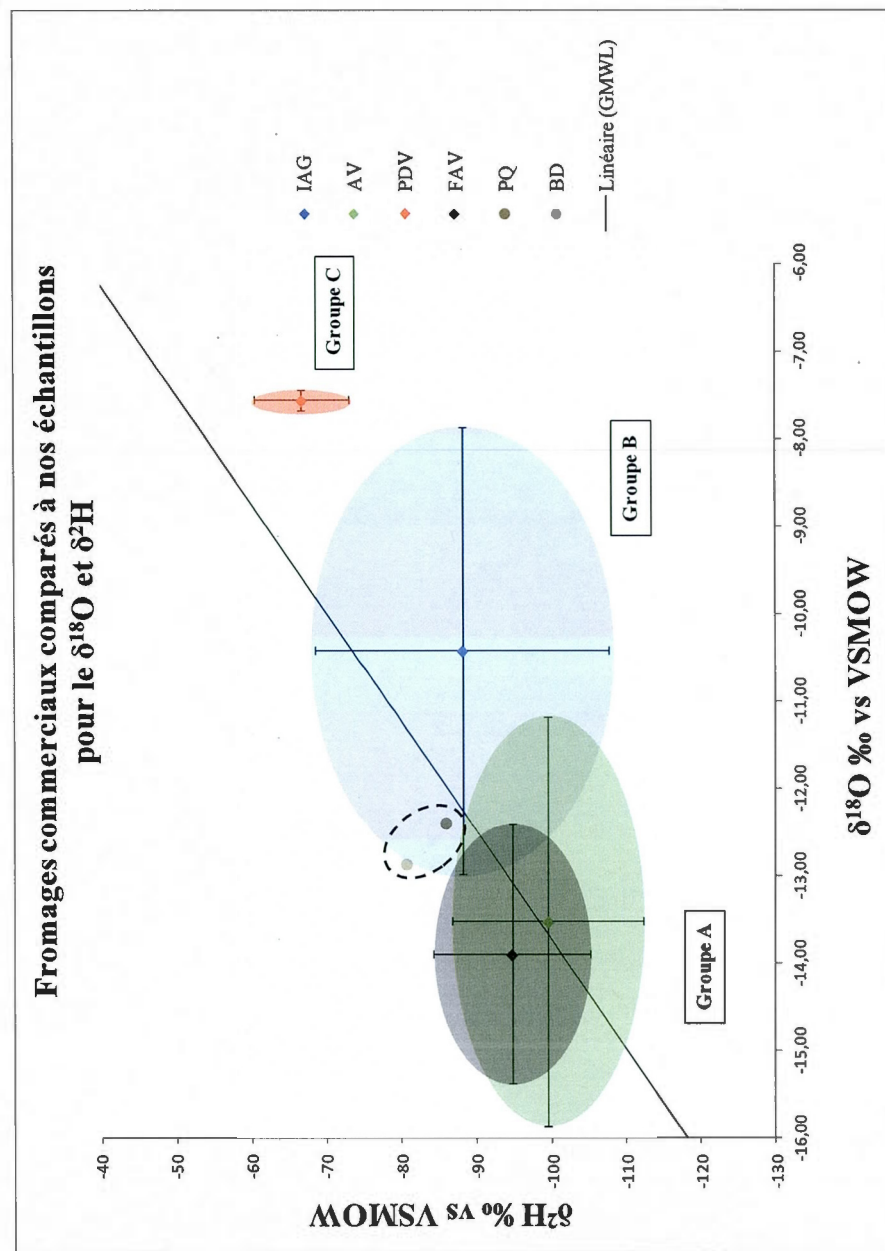 Fromages commerciaux comparés à nos échantillons
pour le δ¹⁸O et δ²H
-40
-50
-60
-70
-80
-90
-100
-110
-120
-130
δ²H ‰ vs VSMOW
-16,00
-15,00
-14,00
-13,00
-12,00
-11,00
-10,00
-9,00
-8,00
-7,00
-6,00
δ¹⁸O ‰ vs VSMOW
Groupe A
Groupe B
Groupe C
IAG
AV
PDV
FAV
PQ
BD
Linéaire (GMWL)